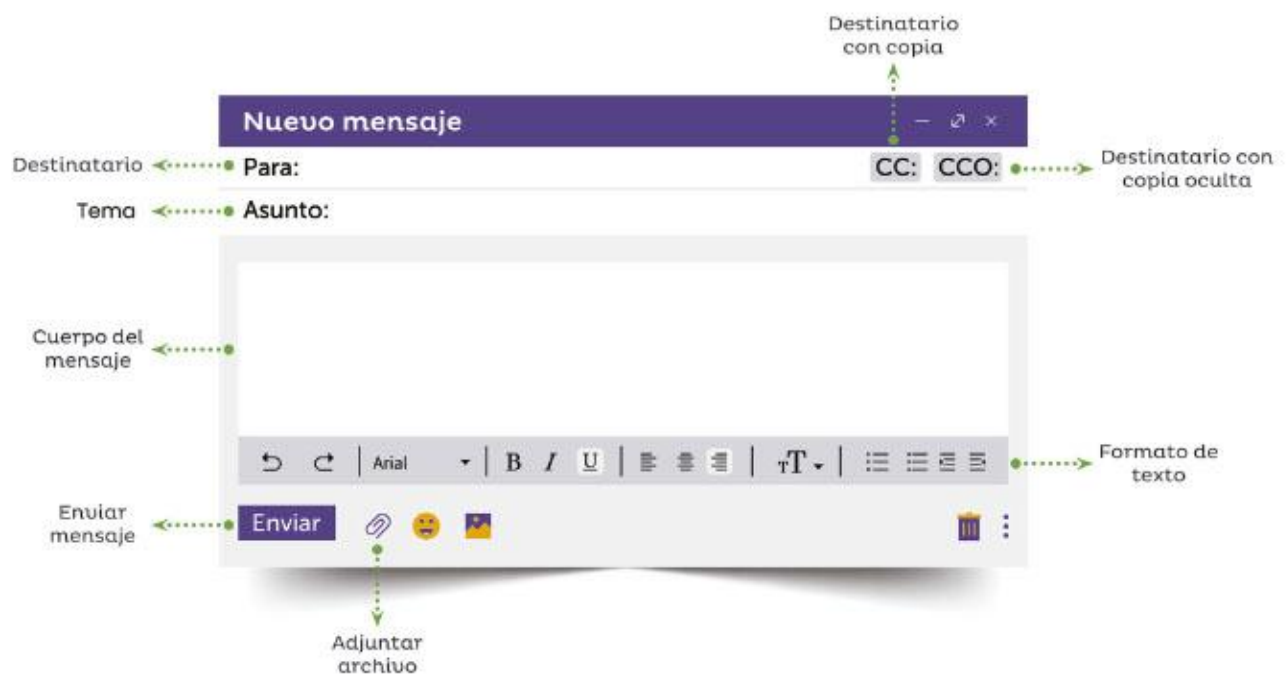 Destinatario
con copia
Nuevo mensaje
Destinatario
Para:
CC:
CCO:
Destinatario con
copia oculta
Tema
Asunto:
Cuerpo del
mensaje
Arial
B I U
TT
Formato de
texto
Enviar
mensaje
Enviar
Adjuntar
archivo